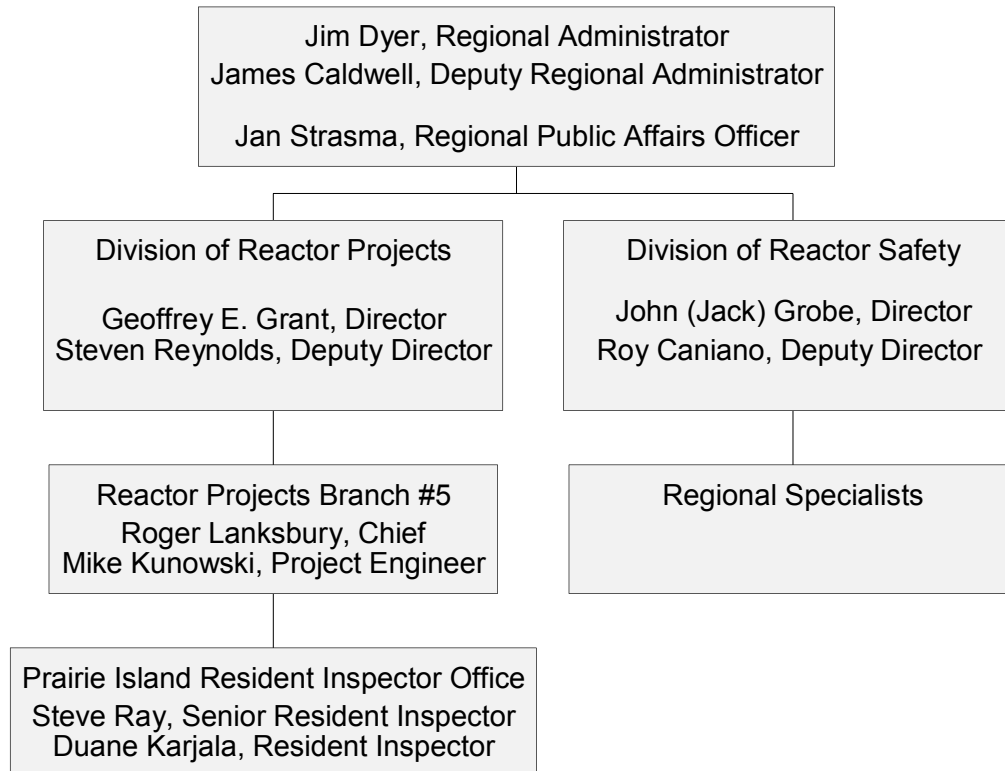 Jim Dyer, Regional Administrator
James Caldwell, Deputy Regional Administrator
Jan Strasma, Regional Public Affairs Officer
Division of Reactor Projects
Geoffrey E. Grant, Director
Steven Reynolds, Deputy Director
Division of Reactor Safety
John (Jack) Grobe, Director
Roy Caniano, Deputy Director
Reactor Projects Branch #5
Roger Lanksbury, Chief
Mike Kunowski, Project Engineer
Regional Specialists
Prairie Island Resident Inspector Office
Steve Ray, Senior Resident Inspector
Duane Karjala, Resident Inspector